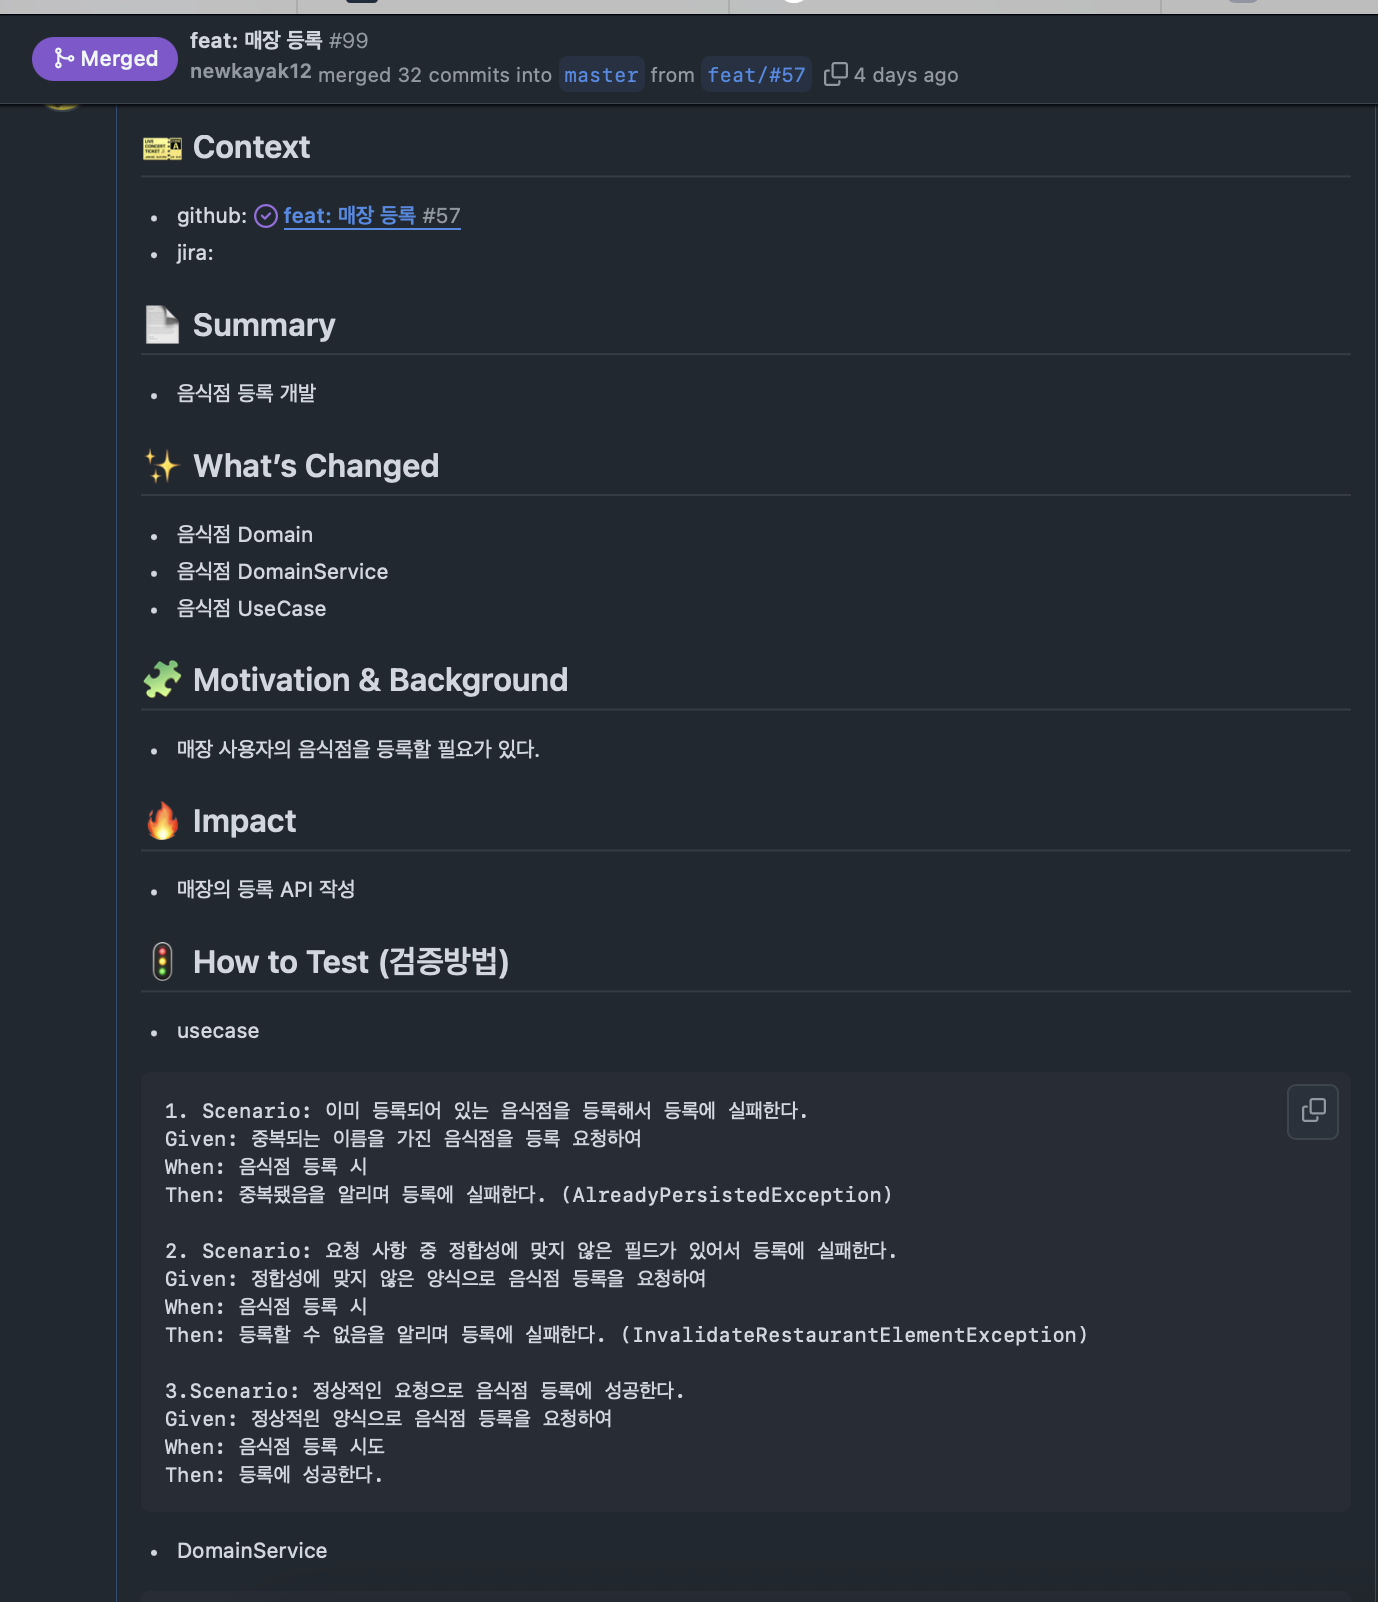 Merged
feat: 매장 등록 #99
newkayak12 merged 32 commits into master from feat/#57 4 days ago
Context
github: feat: 매장 등록 #57
jira:
Summary
음식점 등록 개발
What's Changed
음식점 Domain
음식점 DomainService
음식점 UseCase
Motivation & Background
매장 사용자의 음식점을 등록할 필요가 있다.
Impact
매장의 등록 API 작성
How to Test (검증방법)
usecase
1. Scenario: 이미 등록되어 있는 음식점을 등록해서 등록에 실패한다.
Given: 중복되는 이름을 가진 음식점을 등록 요청하여
When: 음식점 등록 시
Then: 중복됐음을 알리며 등록에 실패한다. (AlreadyPersistedException)
2. Scenario: 요청 사항 중 정합성에 맞지 않은 필드가 있어서 등록에 실패한다.
Given: 정합성에 맞지 않은 양식으로 음식점 등록을 요청하여
When: 음식점 등록 시
Then: 등록할 수 없음을 알리며 등록에 실패한다. (InvalidateRestaurantElementException)
3.Scenario: 정상적인 요청으로 음식점 등록에 성공한다.
Given: 정상적읜 양식으로 음식점 등록을 요청하여
When: 음식점 등록 시도
Then: 등록에 성공한다.
DomainService